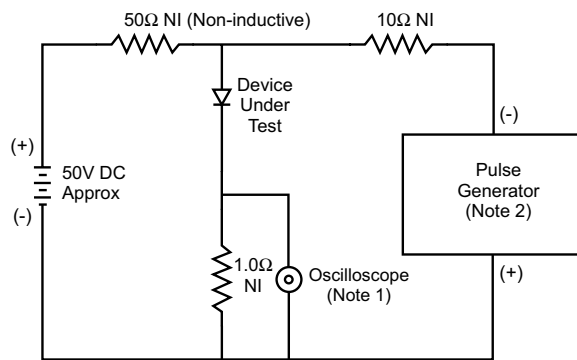 50Ω NI (Non-inductive)
10Ω NI
Device
Under
Test
(-)
(+)
50V DC
Approx
(-)
Pulse
Generator
(Note 2)
1.0Ω
NI
Oscilloscope
(Note 1)
(+)